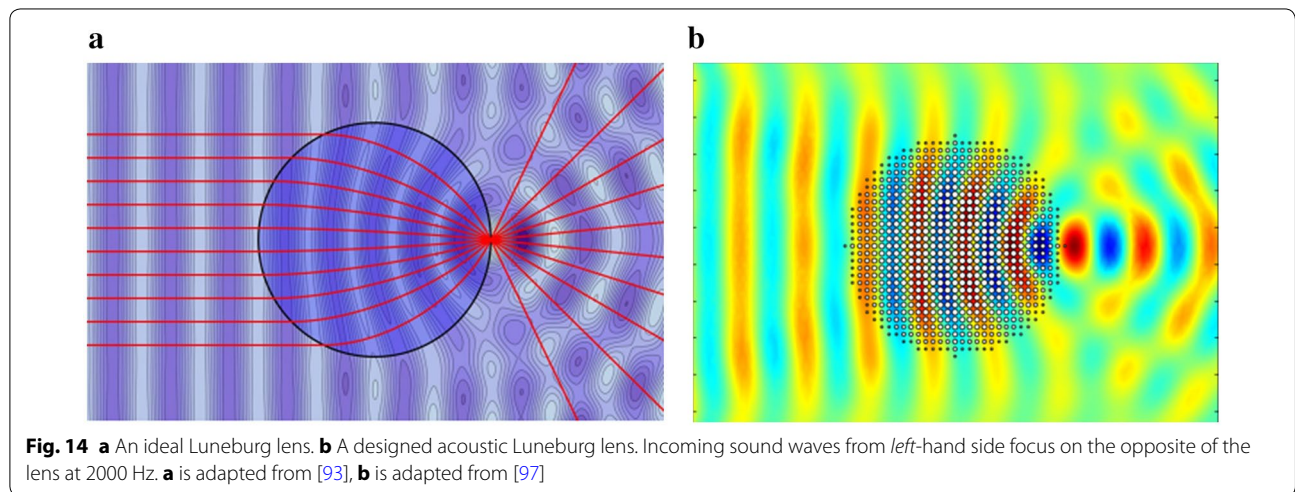 a
b
Fig. 14 a An ideal Luneburg lens. b A designed acoustic Luneburg lens. Incoming sound waves from left-hand side focus on the opposite of the
lens at 2000 Hz. a is adapted from [93], b is adapted from [97]